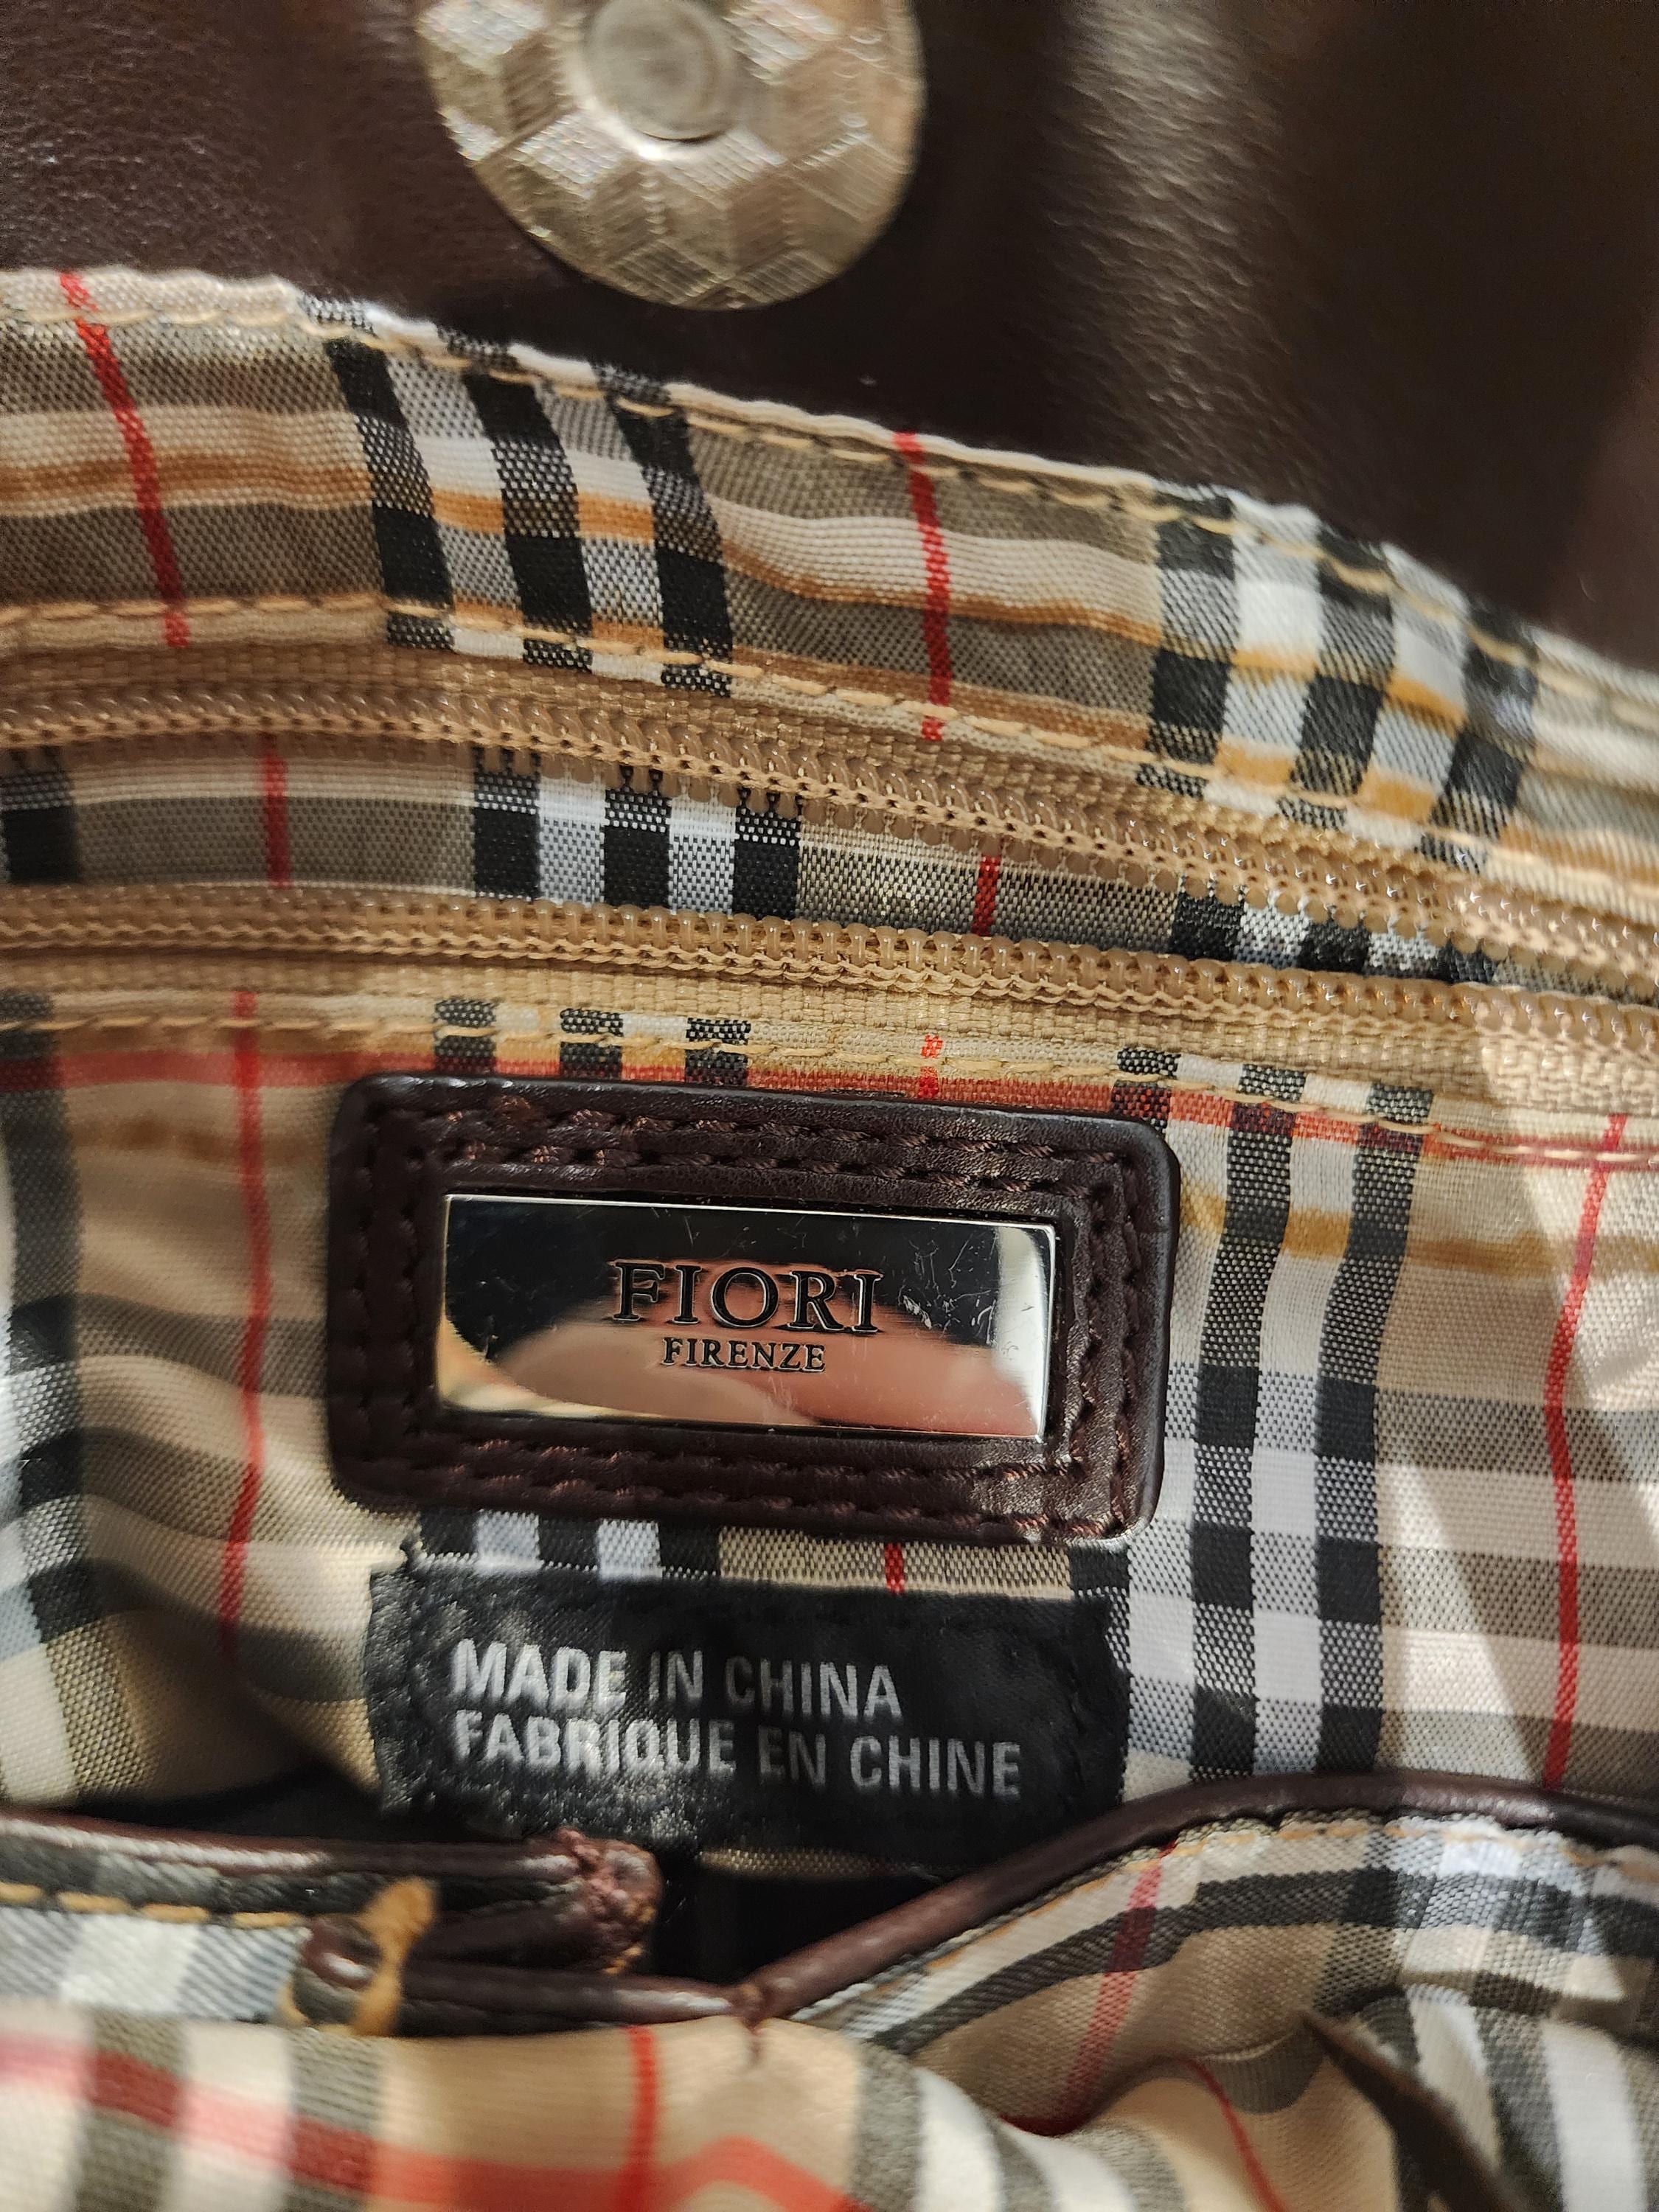 FIORI
FIRENZE
MADE IN CHINA
FABRIQUE EN CHINE